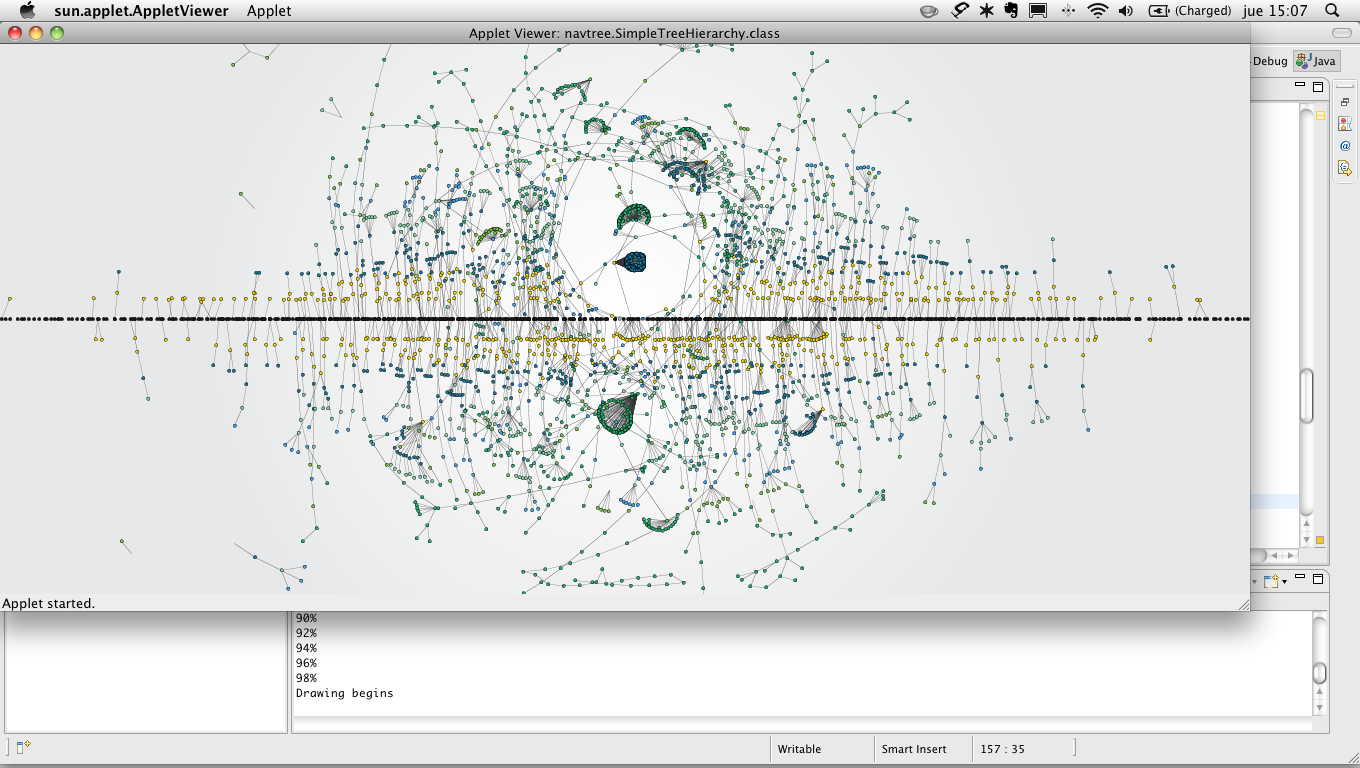 sun.applet.AppletViewer Applet (Charged) jue 15:07
Applet Viewer: navtree.SimpleTreeHierarchy.class
Debug Java
@
Applet started.
90%
92%
94%
96%
98%
Drawing begins
Writable Smart Insert 157 : 35